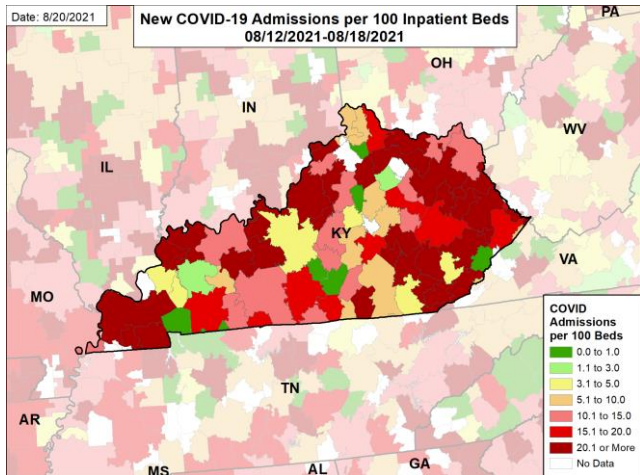 Date: 8/20/2021
New COVID-19 Admissions per 100 Inpatient Beds
08/12/2021-08/18/2021
PA
OH
IN
WV
IL
KY
VA
MO
TN
AR
MS
AL
GA
COVID
Admissions
per 100 Beds
0.0 to 1.0
1.1 to 3.0
3.1 to 5.0
5.1 to 10.0
10.1 to 15.0
15.1 to 20.0
20.1 or More
No Data